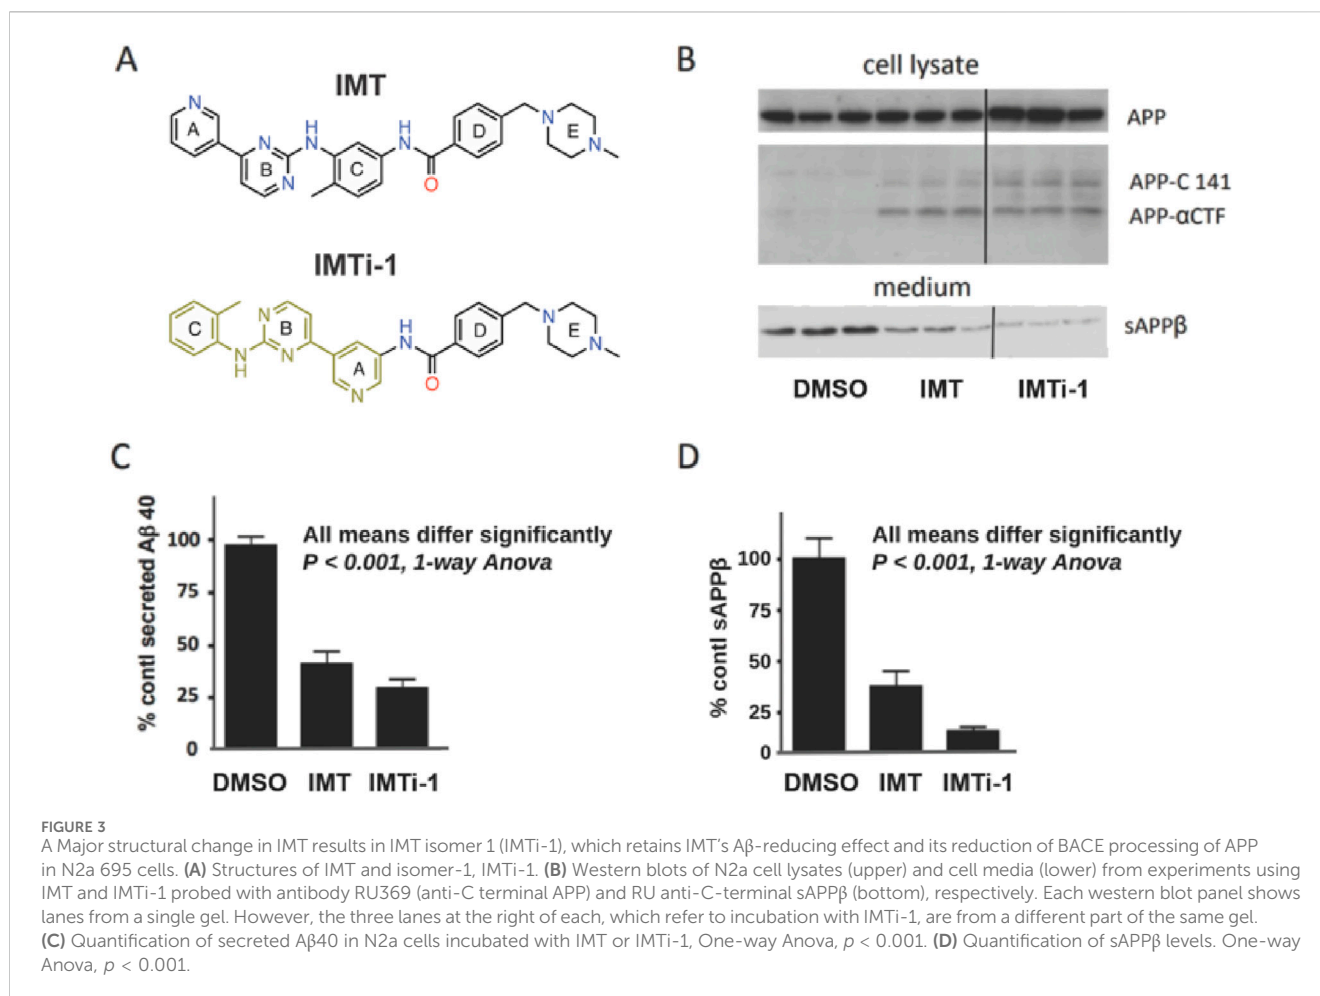 A
IMT
N
A
N
B
N
H
N
C
H
N
O
D
N
E
N
IMTi-1
C
N
H
N
B
N
A
N
H
N
O
D
N
E
N
B
cell lysate
APP
APP-C 141
APP-αCTF
medium
sAPPβ
DMSO IMT IMTi-1
C
% contl secreted Aβ 40
100
75
50
25
0
All means differ significantly
P < 0.001, 1-way Anova
DMSO IMT IMTi-1
D
% contl sAPPβ
100
75
50
25
0
All means differ significantly
P < 0.001, 1-way Anova
DMSO IMT IMTi-1
FIGURE 3
A Major structural change in IMT results in IMT isomer 1 (IMTi-1), which retains IMT's Aβ-reducing effect and its reduction of BACE processing of APP
in N2a 695 cells. (A) Structures of IMT and isomer-1, IMTi-1. (B) Western blots of N2a cell lysates (upper) and cell media (lower) from experiments using
IMT and IMTi-1 probed with antibody RU369 (anti-C terminal APP) and RU anti-C-terminal sAPPβ (bottom), respectively. Each western blot panel shows
lanes from a single gel. However, the three lanes at the right of each, which refer to incubation with IMTi-1, are from a different part of the same gel.
(C) Quantification of secreted Aβ40 in N2a cells incubated with IMT or IMTi-1, One-way Anova, p < 0.001. (D) Quantification of sAPPβ levels. One-way
Anova, p < 0.001.